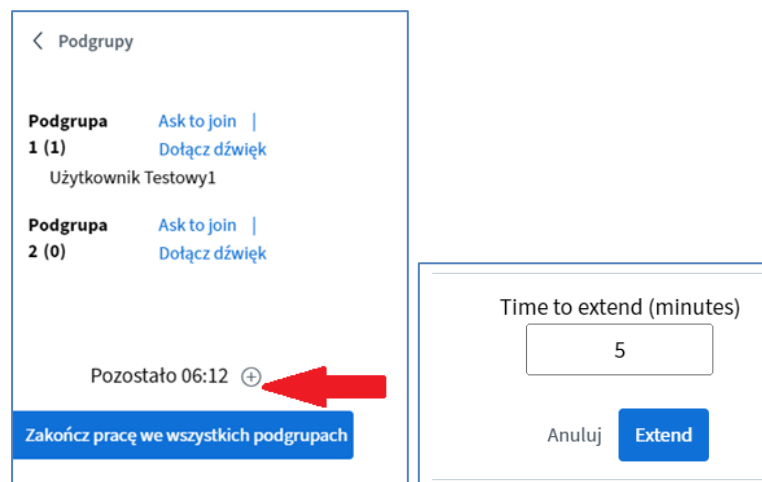 Podgrupy
Podgrupa Ask to join |
1 (1) Dołącz dźwięk
Użytkownik Testowy1
Podgrupa Ask to join |
2 (0) Dołącz dźwięk
Pozostało 06:12
Zakończ pracę we wszystkich podgrupach
Time to extend (minutes)
5
Anuluj Extend